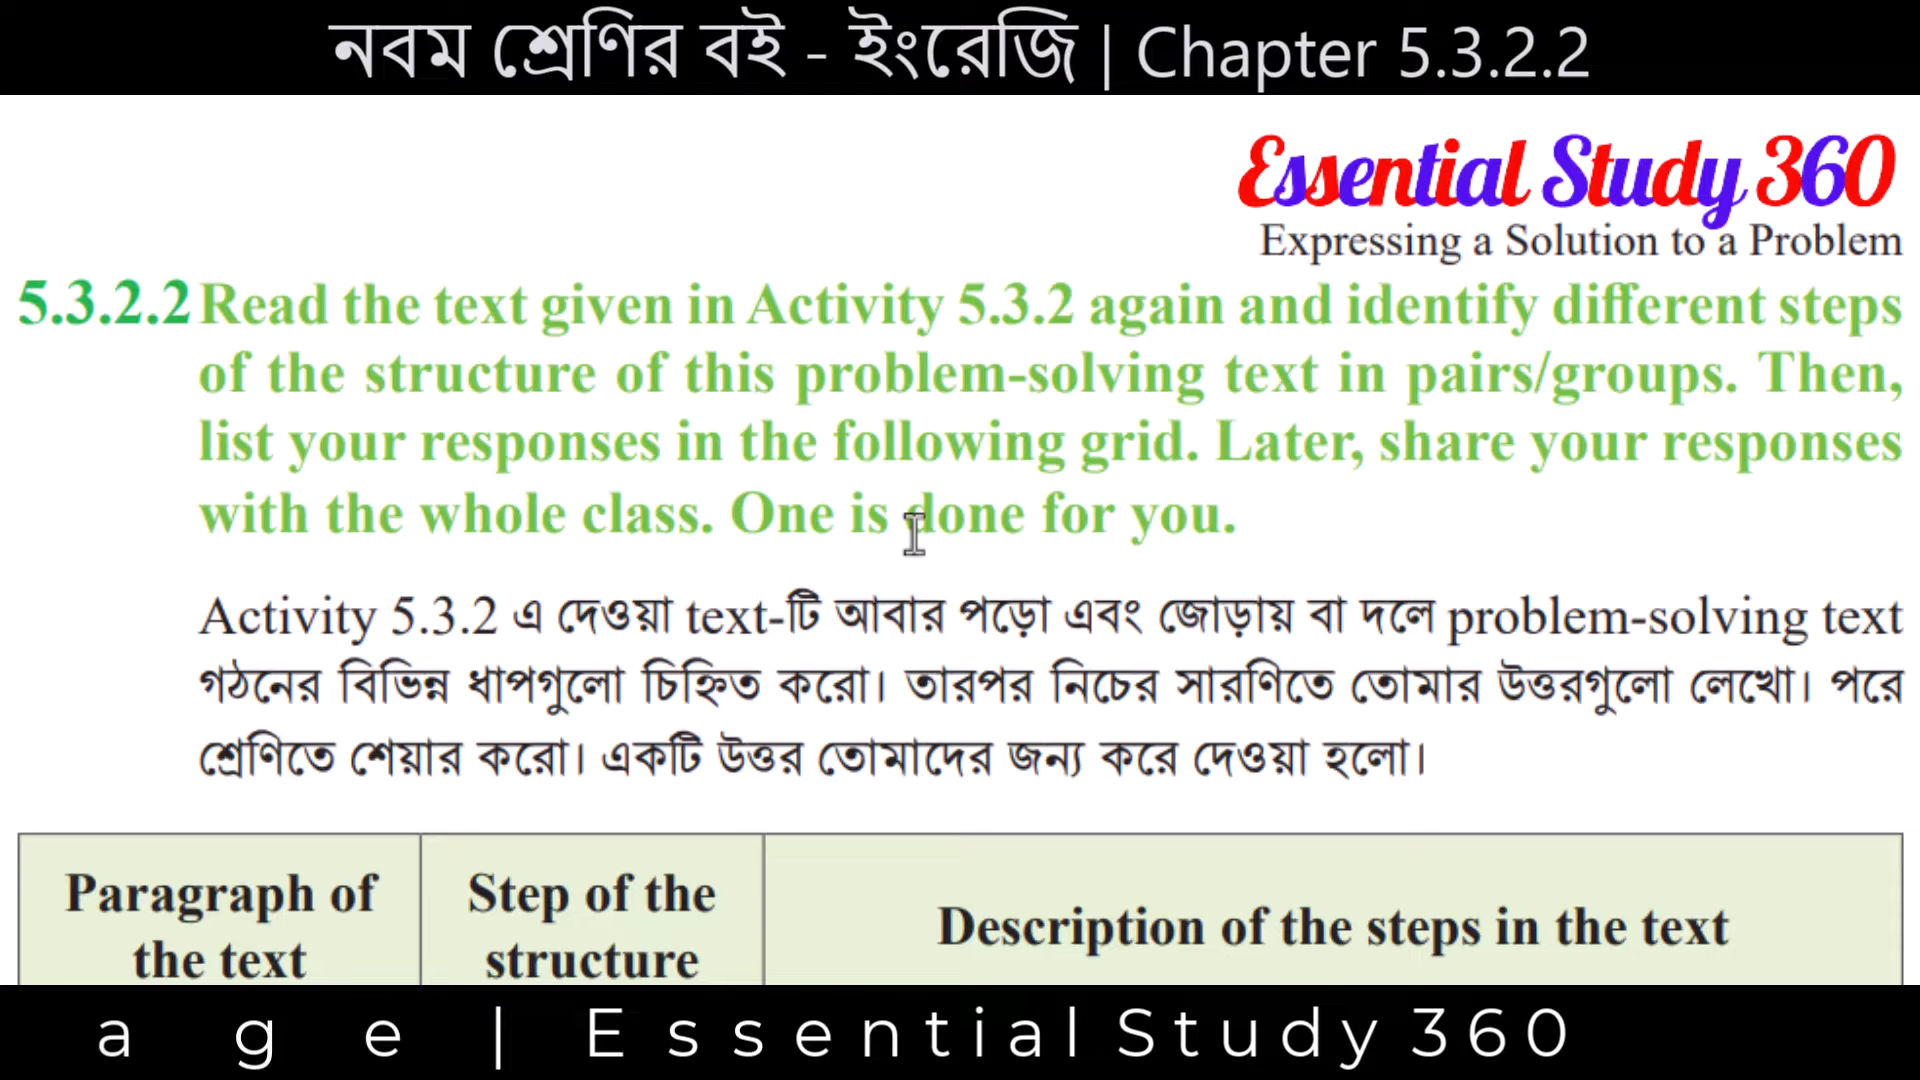 নবম শ্রেণির বই - ইংরেজি | Chapter 5.3.2.2
Essential Study 360
Expressing a Solution to a Problem
5.3.2.2 Read the text given in Activity 5.3.2 again and identify different steps
of the structure of this problem-solving text in pairs/groups. Then,
list your responses in the following grid. Later, share your responses
with the whole class. One is done for you.
Activity 5.3.2 এ দেওয়া text-টি আবার পড়ো এবং জোড়ায় বা দলে problem-solving text
গঠনের বিভিন্ন ধাপগুলো চিহ্নিত করো। তারপর নিচের সারণিতে তোমার উত্তরগুলো লেখো। পরে
শ্রেণিতে শেয়ার করো। একটি উত্তর তোমাদের জন্য করে দেওয়া হলো।
Paragraph of
the text
Step of the
structure
Description of the steps in the text
a g e | Essential Study 360